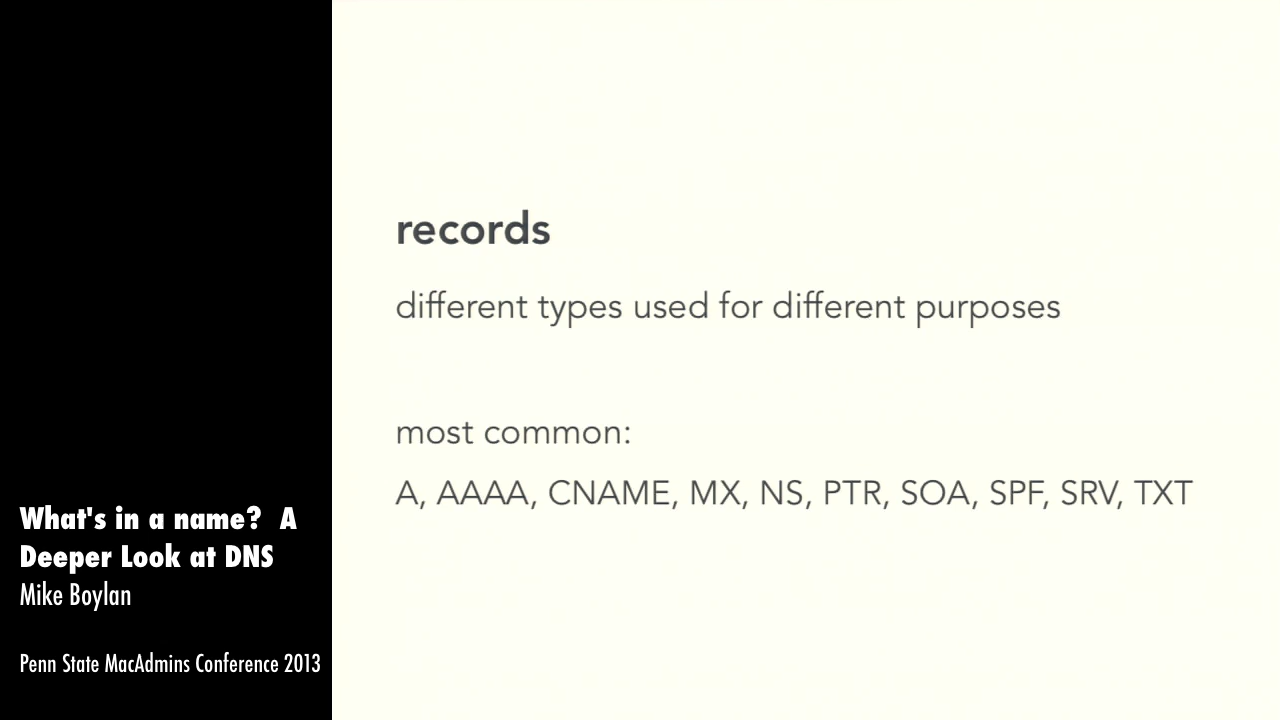 records
different types used for different purposes
most common:
A, AAAA, CNAME, MX, NS, PTR, SOA, SPF, SRV, TXT
What's in a name?  A
Deeper Look at DNS
Mike Boylan
Penn State MacAdmins Conference 2013